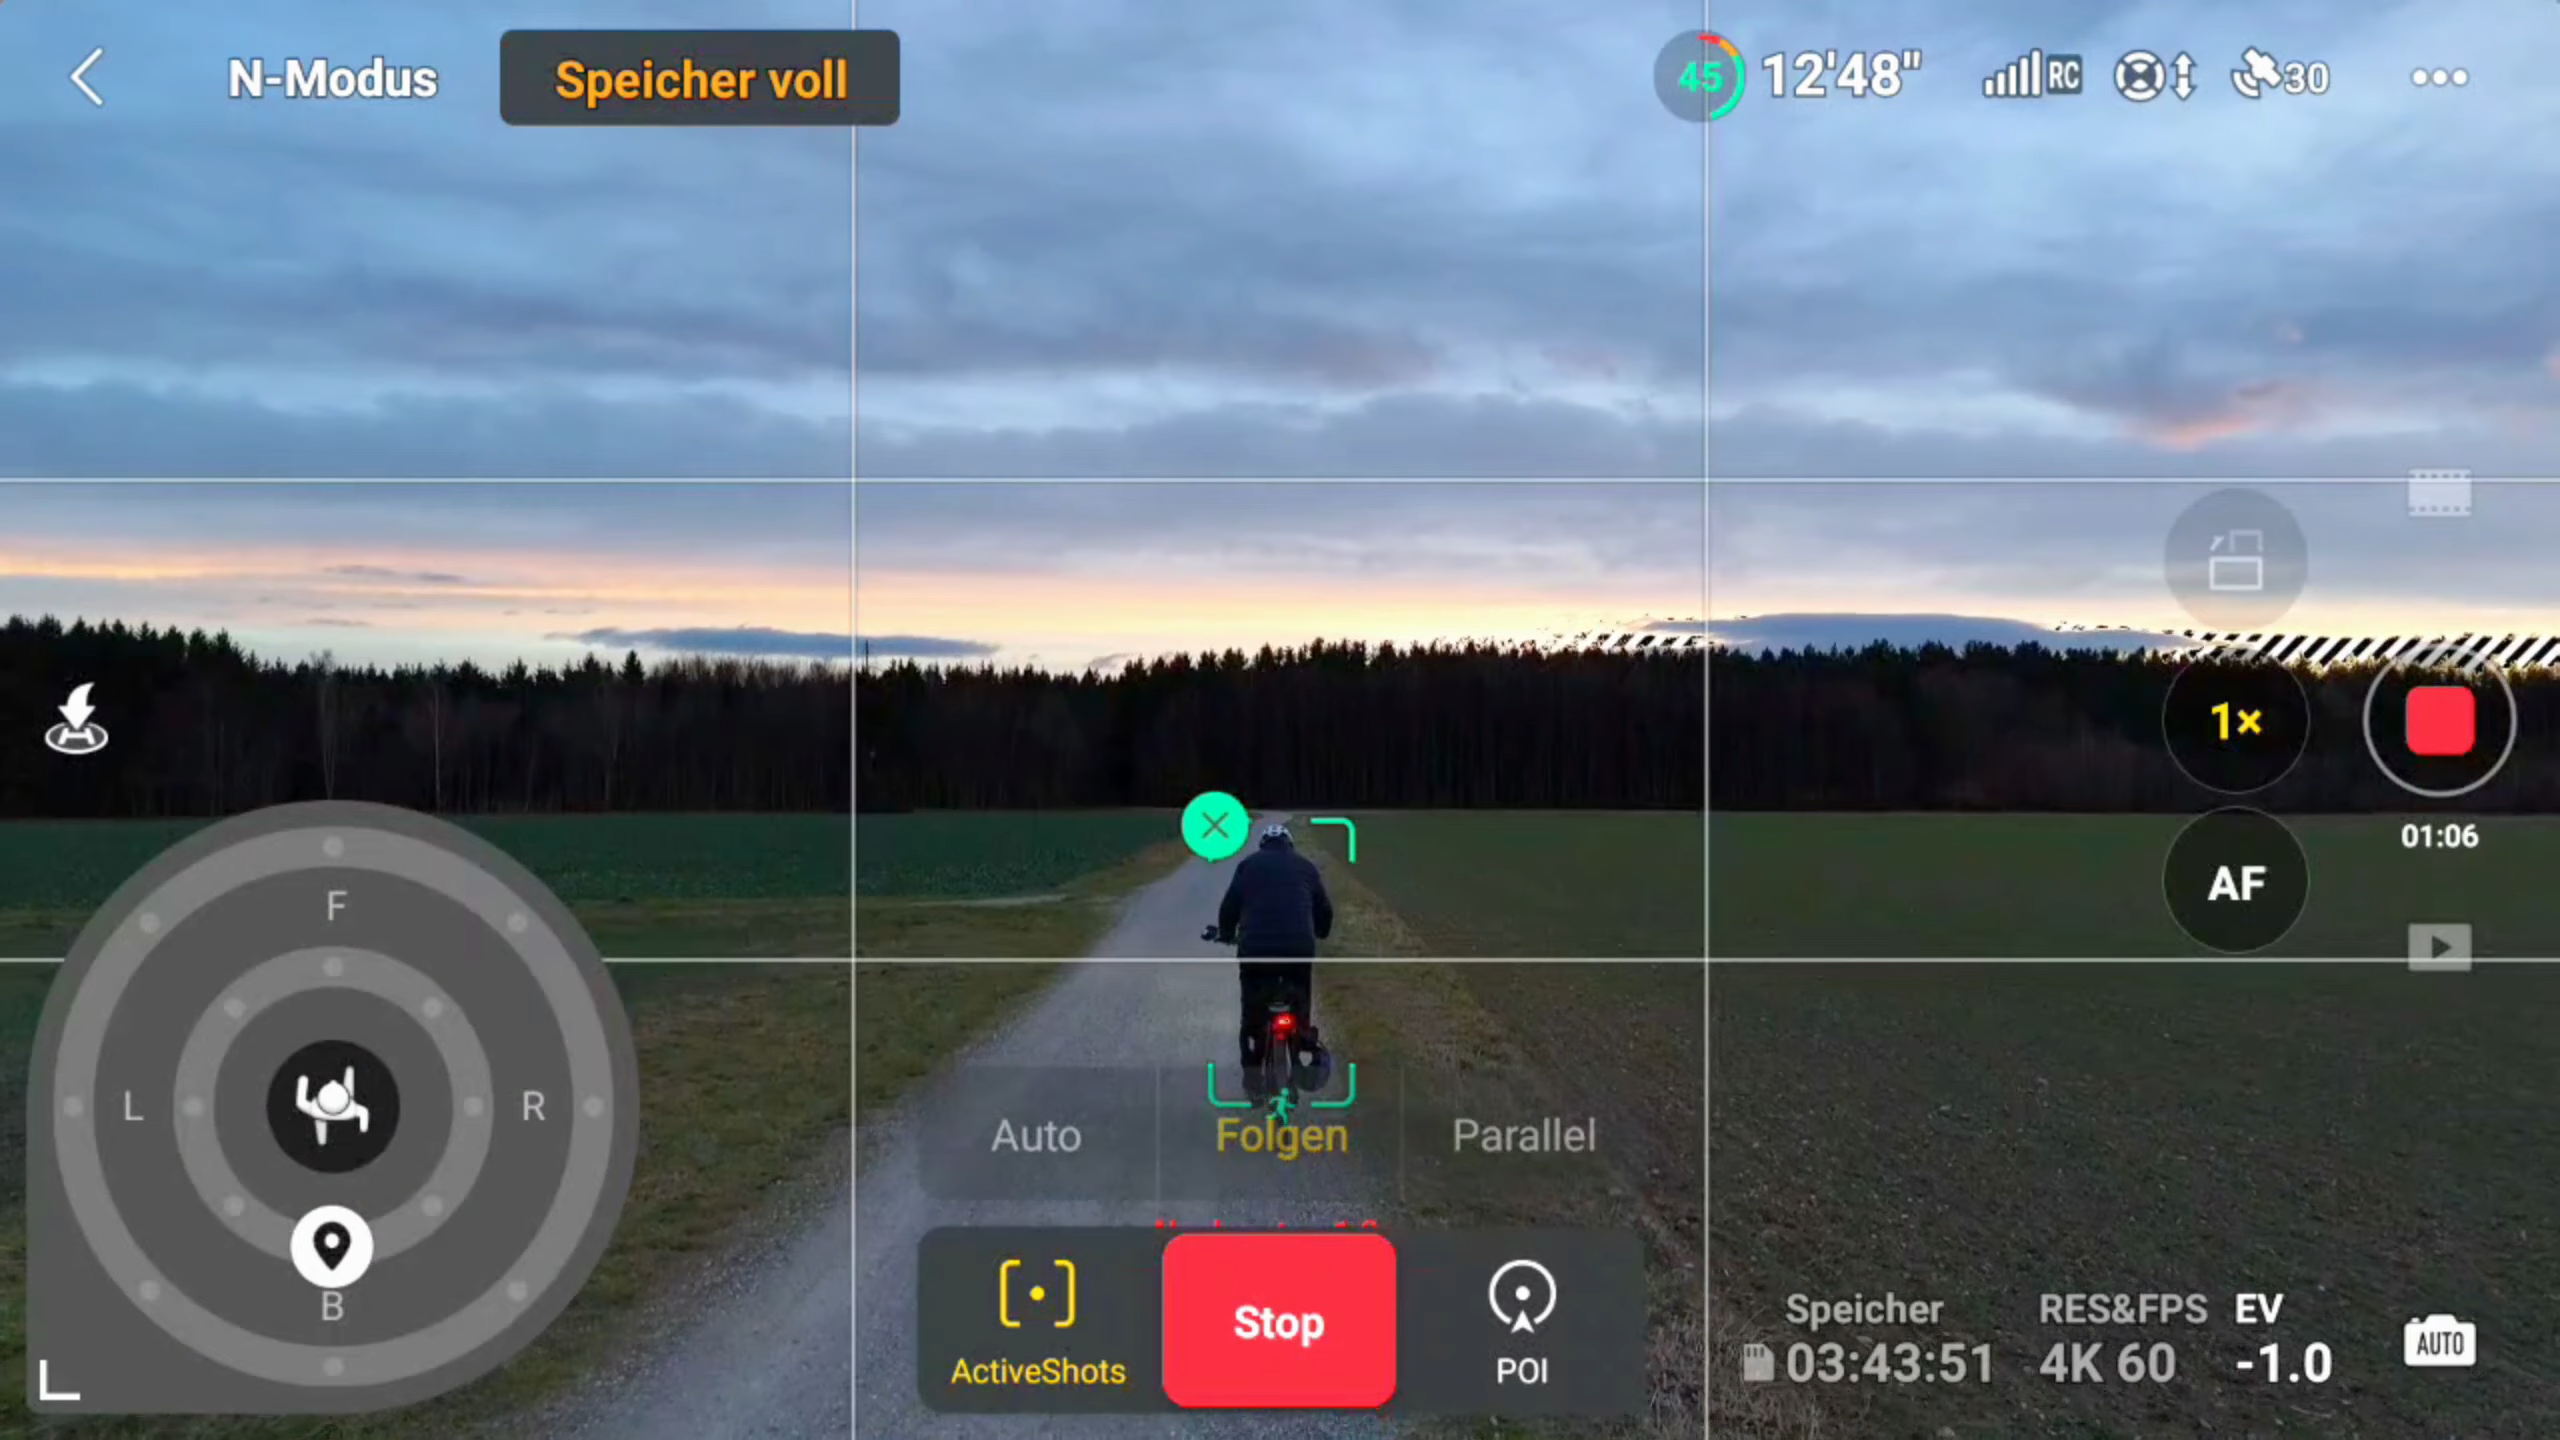 N-Modus
Speicher voll
45
12'48"
RC
30
1×
01:06
AF
F
L
R
B
Auto
Folgen
Parallel
ActiveShots
Stop
POI
Speicher
03:43:51
RES&FPS
4K 60
EV
-1.0
AUTO